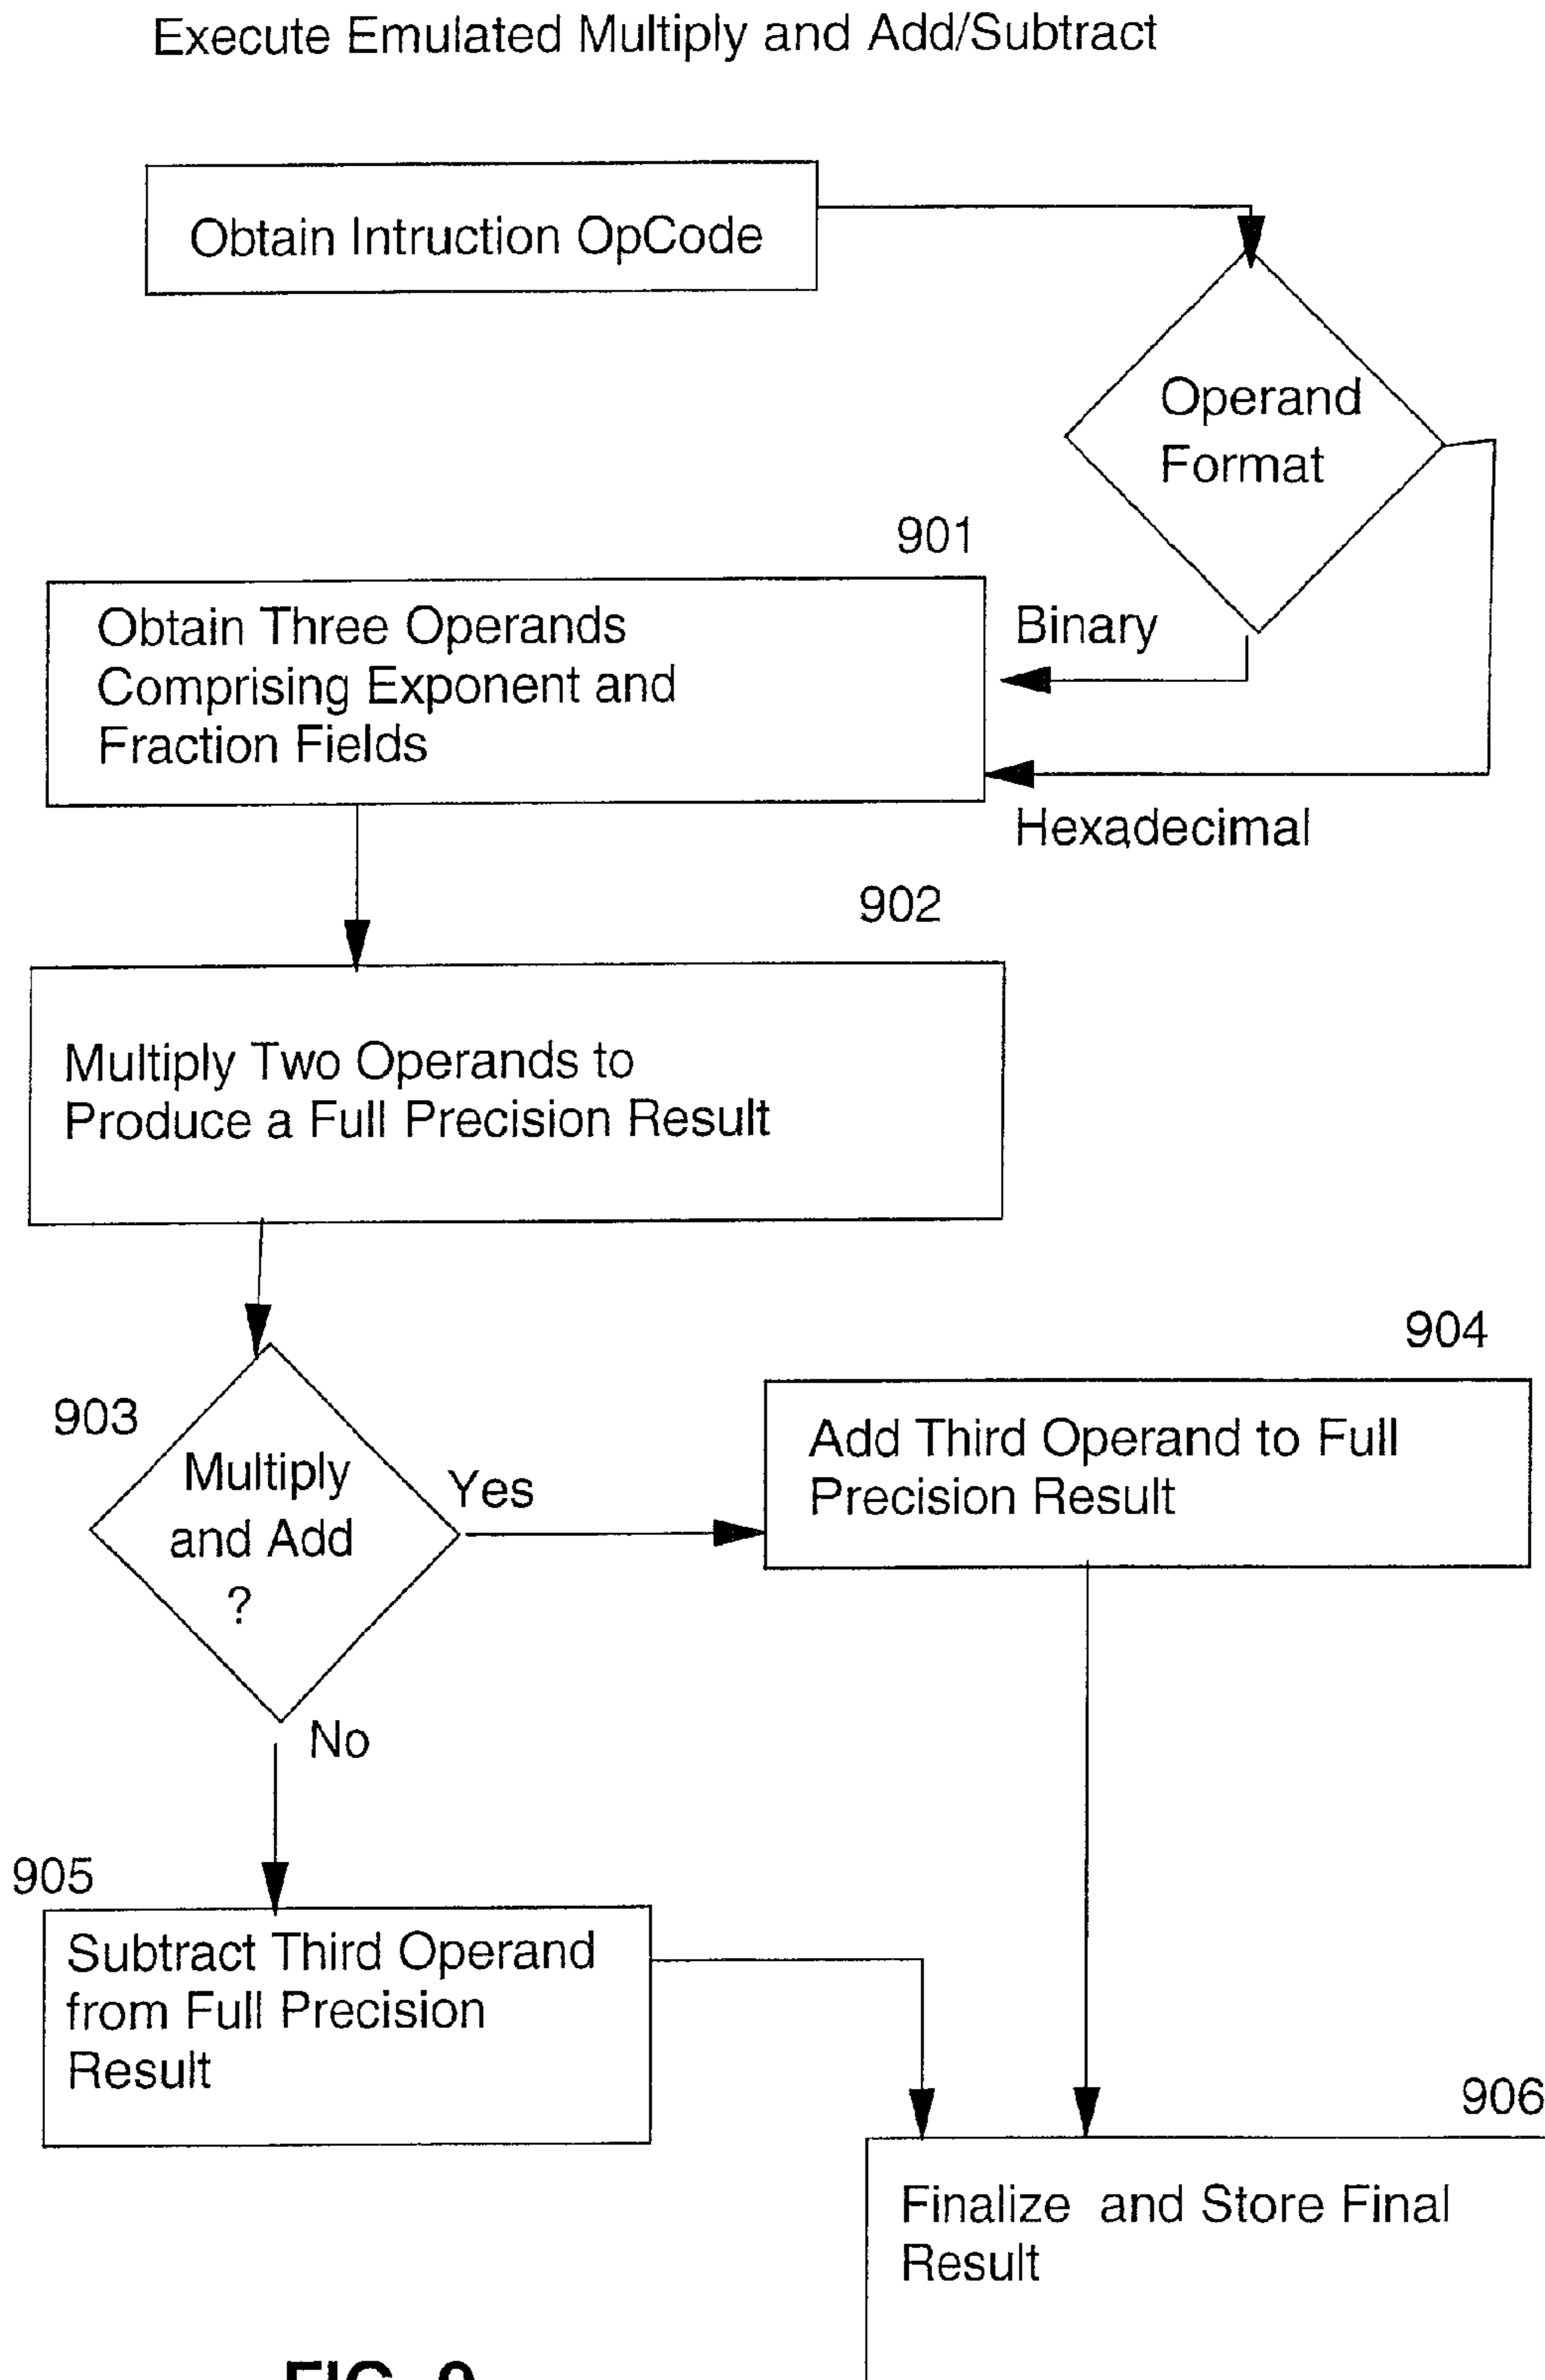 Execute Emulated Multiply and Add/Subtract
Obtain Intruction OpCode
Operand
Format
901
Obtain Three Operands
Comprising Exponent and
Fraction Fields
Binary
Hexadecimal
902
Multiply Two Operands to
Produce a Full Precision Result
903
Multiply
and Add
?
Yes
No
904
Add Third Operand to Full
Precision Result
905
Subtract Third Operand
from Full Precision
Result
906
Finalize and Store Final
Result
FIG.